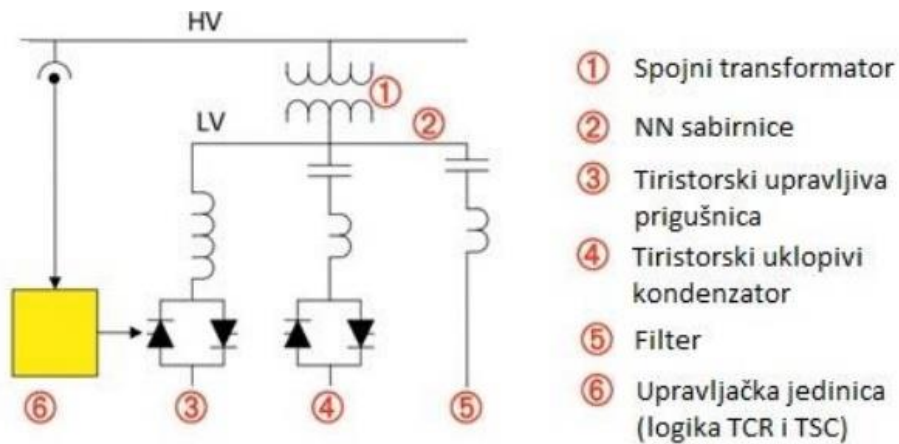 HV
①
LV
②
⑥
③
④
⑤
① Spojni transformator
② NN sabirnice
③ Tiristorski upravljiva
prigušnica
④ Tiristorski uklopivi
kondenzator
⑤ Filter
⑥ Upravljačka jedinica
(logika TCR i TSC)